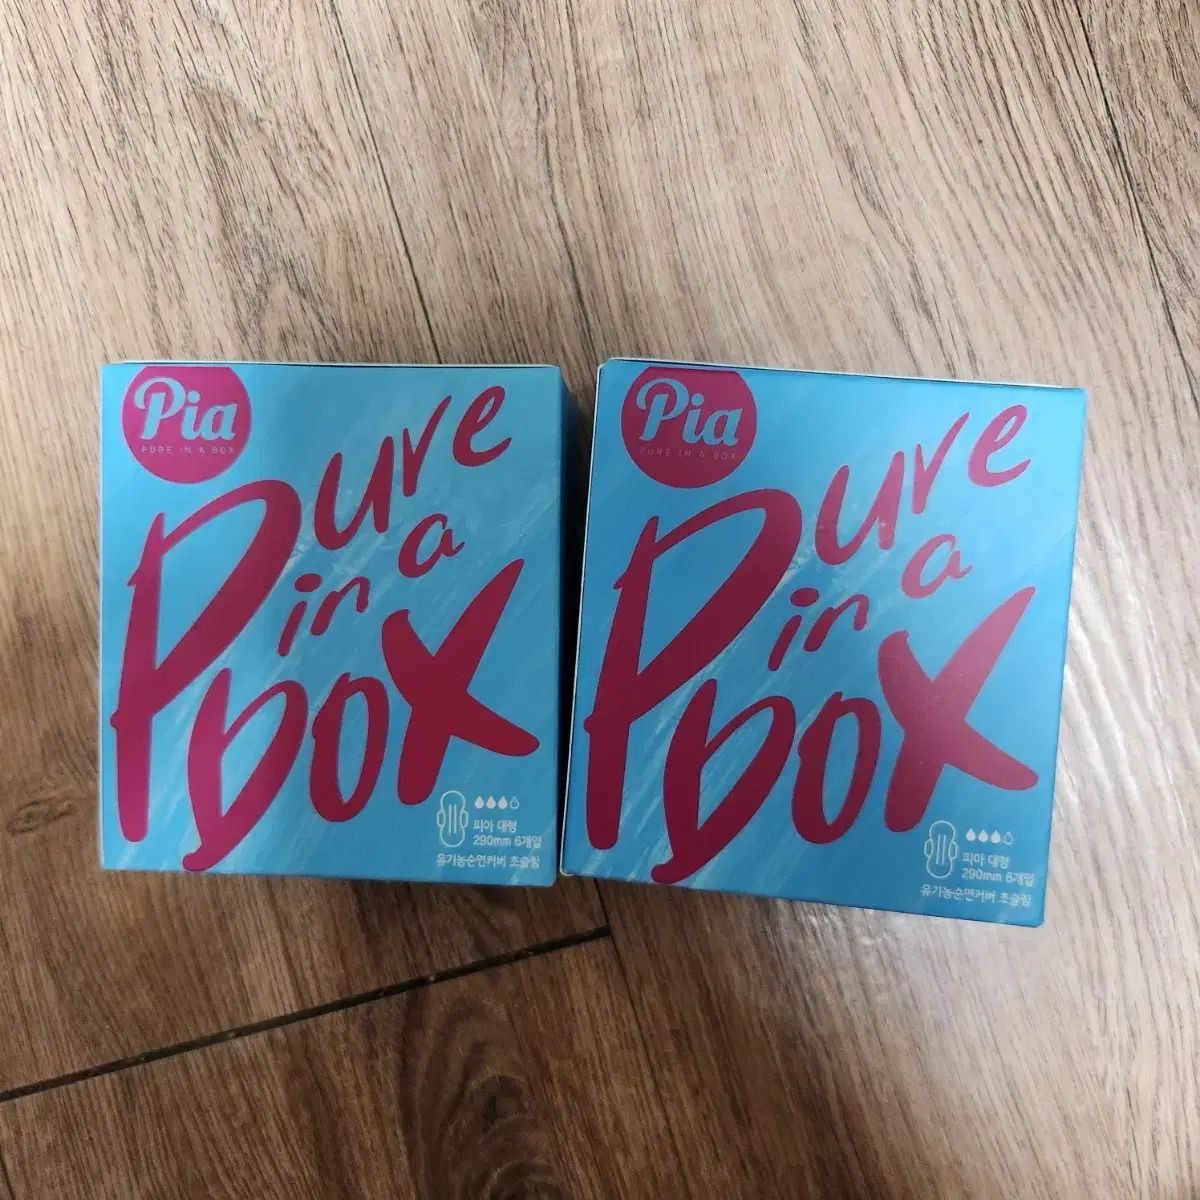 Pia
PURE IN A BOX
Pure
in a
box
피아 대형
290mm 6개입
유기농순면커버 초슬림
Pia
PURE IN A BOX
Pure
in a
box
피아 대형
290mm 6개입
유기농순면커버 초슬림